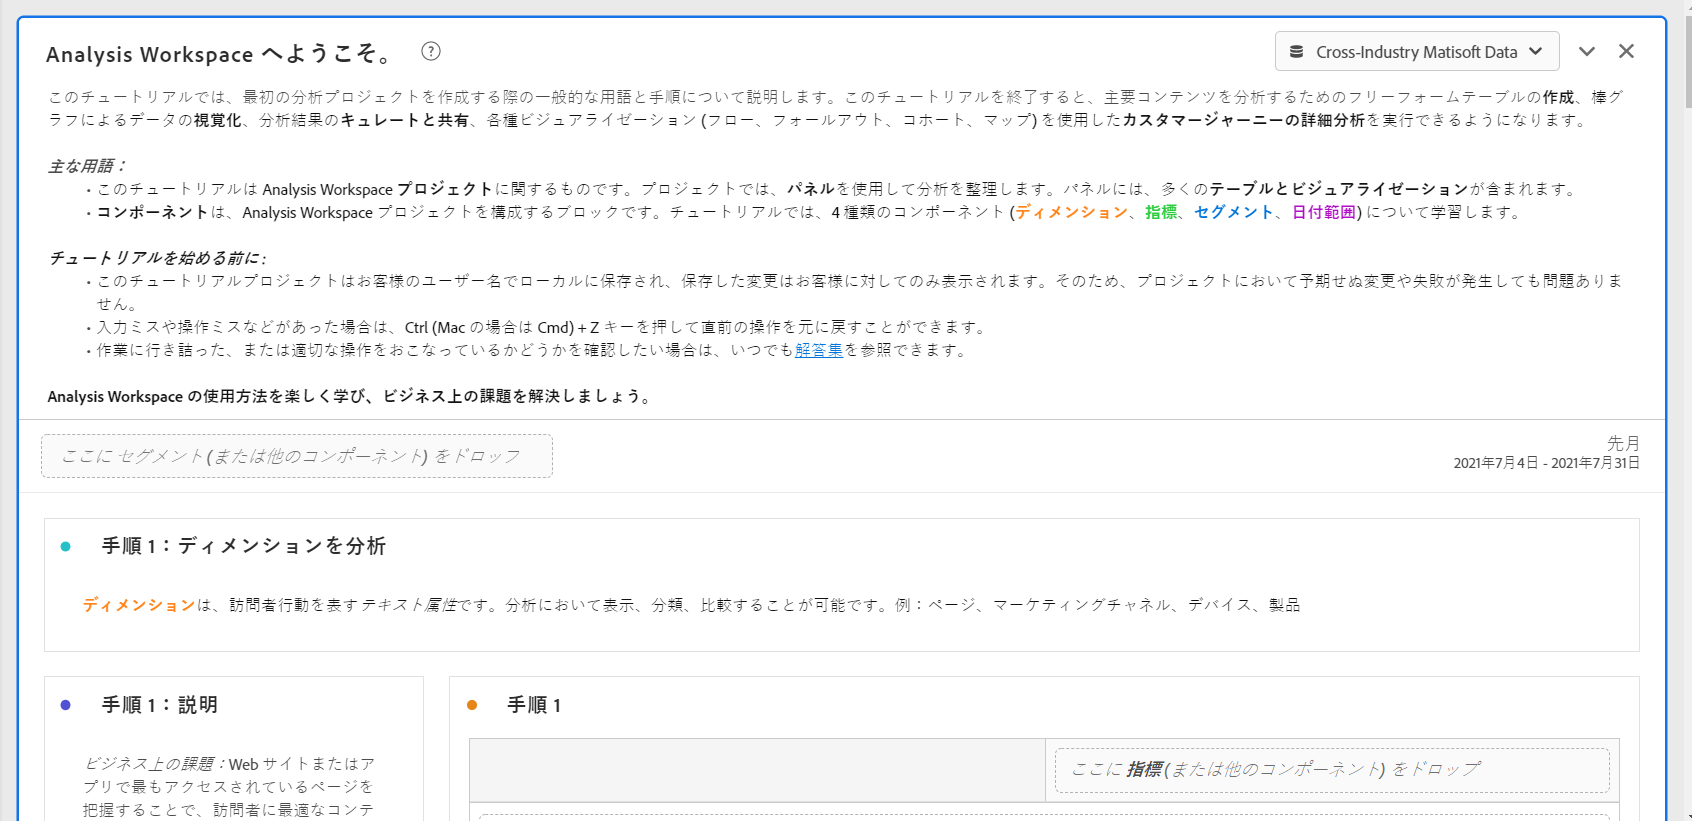 Analysis Workspace へようこそ。
Cross-Industry Matisoft Data
このチュートリアルでは、最初の分析プロジェクトを作成する際の一般的な用語と手順について説明します。このチュートリアルを終了すると、主要コンテンツを分析するためのフリーフォームテーブルの作成、棒グ
ラフによるデータの視覚化、分析結果のキュレートと共有、各種ビジュアライゼーション (フロー、フォールアウト、コホート、マップ) を使用したカスタマージャーニーの詳細分析を実行できるようになります。
主な用語：
・このチュートリアルは Analysis Workspace プロジェクトに関するものです。プロジェクトでは、パネルを使用して分析を整理します。パネルには、多くのテーブルとビジュアライゼーションが含まれます。
・コンポーネントは、Analysis Workspace プロジェクトを構成するブロックです。チュートリアルでは、4 種類のコンポーネント (ディメンション、指標、セグメント、日付範囲) について学習します。
チュートリアルを始める前に :
・このチュートリアルプロジェクトはお客様のユーザー名でローカルに保存され、保存した変更はお客様に対してのみ表示されます。そのため、プロジェクトにおいて予期せぬ変更や失敗が発生しても問題ありま
せん。
・入力ミスや操作ミスなどがあった場合は、Ctrl (Mac の場合は Cmd) + Z キーを押して直前の操作を元に戻すことができます。
・作業に行き詰った、または適切な操作をおこなっているかどうかを確認したい場合は、いつでも解答集を参照できます。
Analysis Workspace の使用方法を楽しく学び、ビジネス上の課題を解決しましょう。
ここに セグメント (または他のコンポーネント) をドロップ
先月
2021年7月4日 - 2021年7月31日
手順 1：ディメンションを分析
ディメンションは、訪問者行動を表すテキスト属性です。分析において表示、分類、比較することが可能です。例：ページ、マーケティングチャネル、デバイス、製品
手順 1：説明
ビジネス上の課題：Web サイトまたはア
プリで最もアクセスされているページを
把握することで、訪問者に最適なコンテ
手順 1
ここに 指標 (または他のコンポーネント) をドロップ